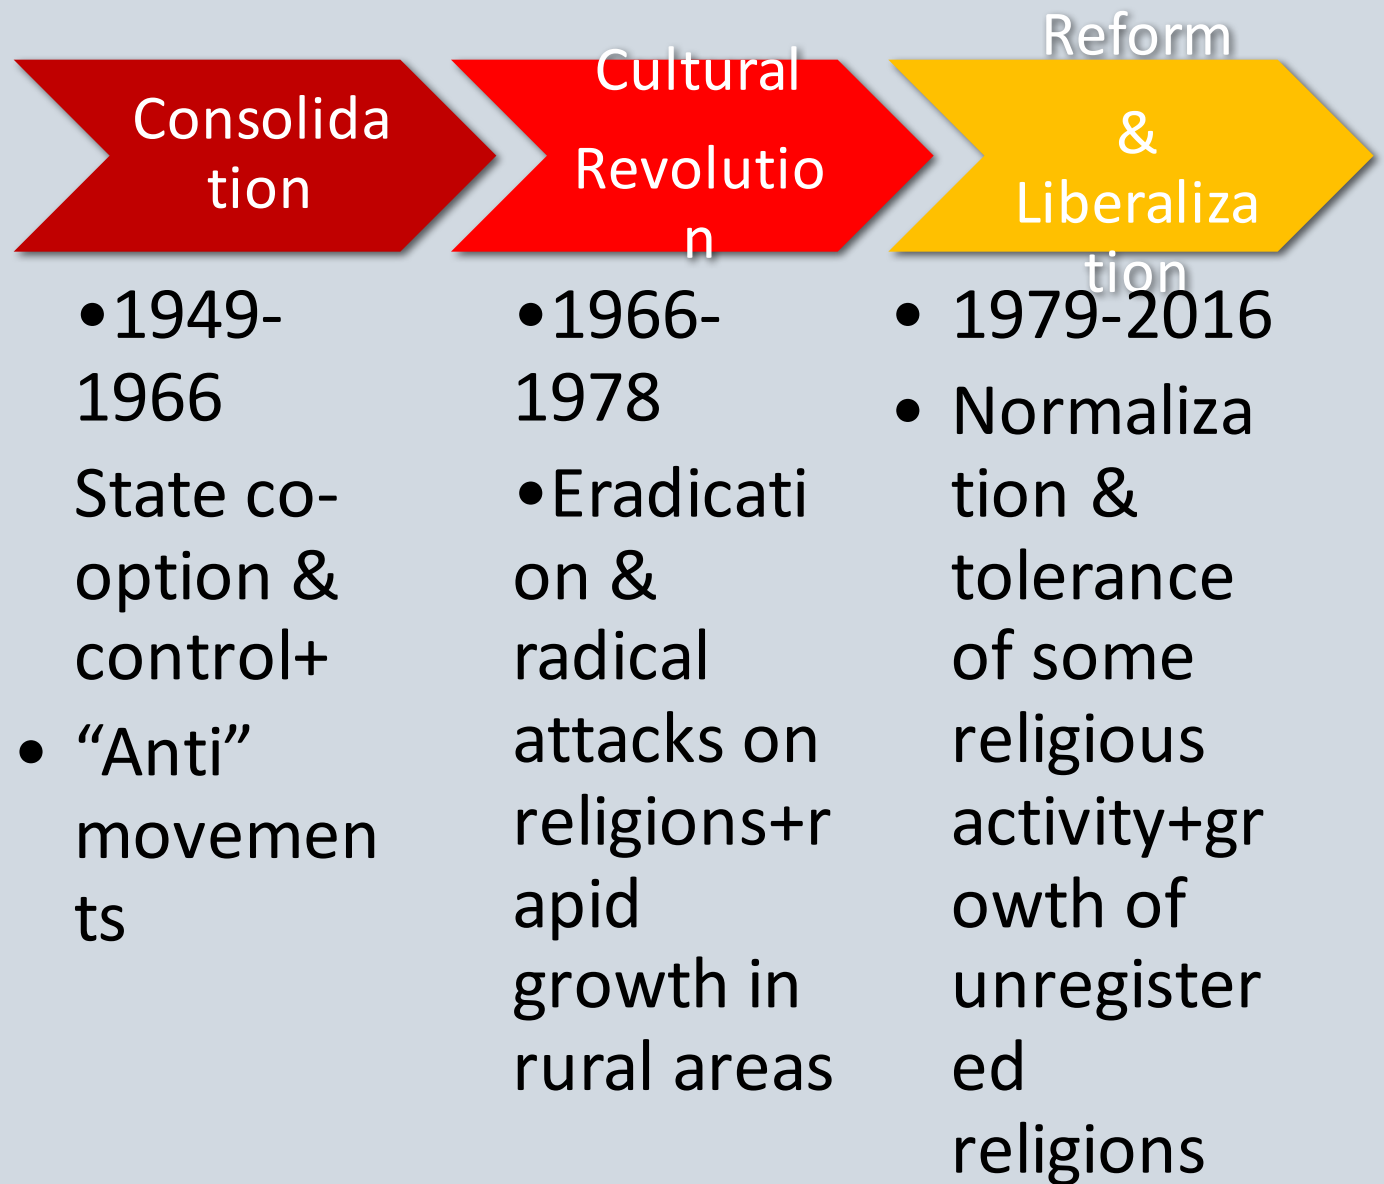 Consolida
tion
•1949-
1966
State co-
option &
control+
• “Anti”
movemen
ts
Cultural
Revolutio
n
•1966-
1978
•Eradicati
on &
radical
attacks on
religions+r
apid
growth in
rural areas
Reform
&
Liberaliza
tion
• 1979-2016
• Normaliza
tion &
tolerance
of some
religious
activity+gr
owth of
unregister
ed
religions